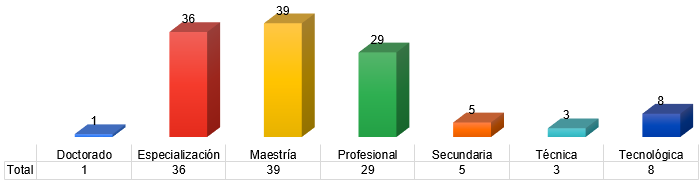 1 36 39 29 5 3 8
Doctorado Especialización Maestría Profesional Secundaria Técnica Tecnológica
Total 1 36 39 29 5 3 8